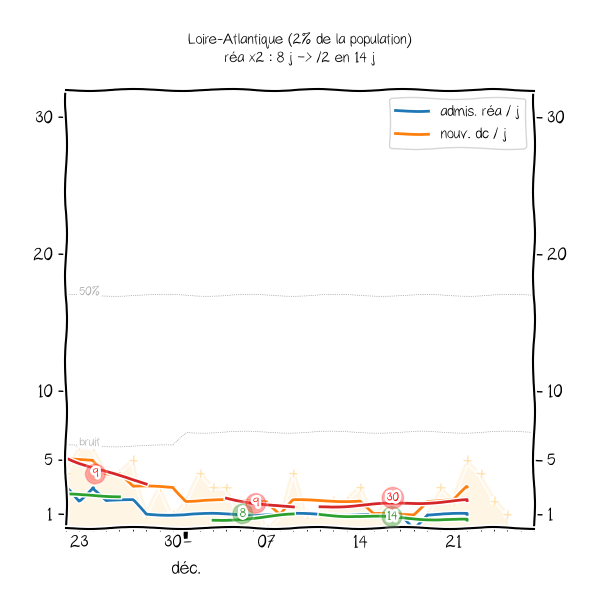 Loire-Atlantique (2% de la population)
réa x2 : 8 j -> /2 en 14 j
admis. réa / j
nouv. dc / j
30 30
20 20
50%
10 10
bruit
5 5
9
8
9
30
14
1 1
23 30 07 14 21
déc.